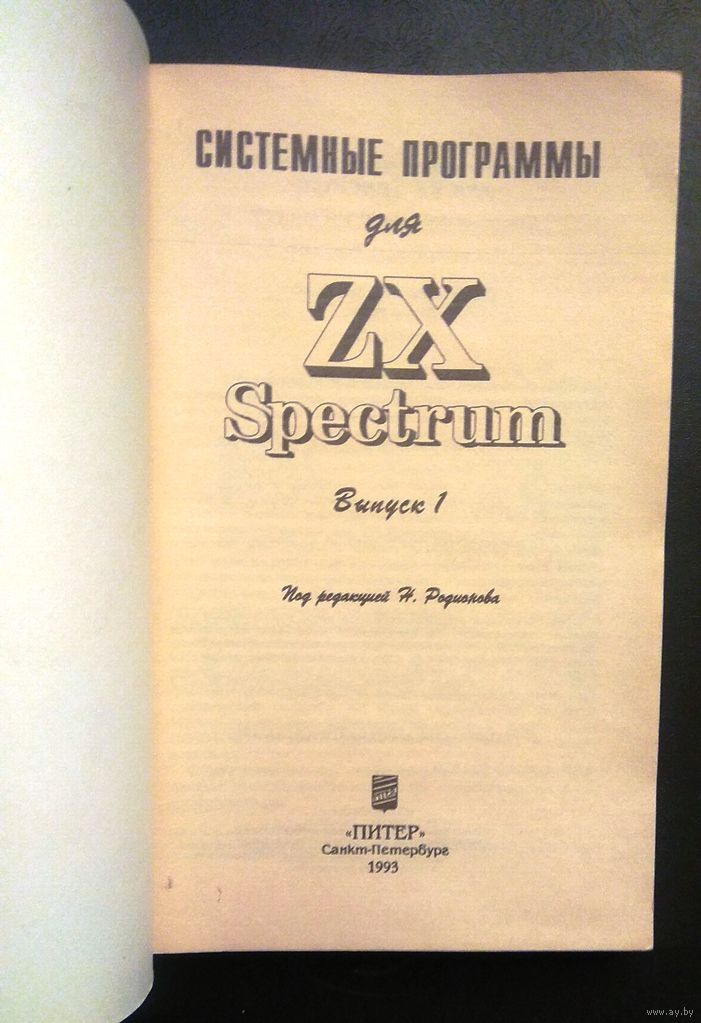 СИСТЕМНЫЕ ПРОГРАММЫ
для
ZX
Spectrum
Выпуск 1
Под редакцией Н. Родионова
«ПИТЕР»
Санкт-Петербург
1993
www.ay.by